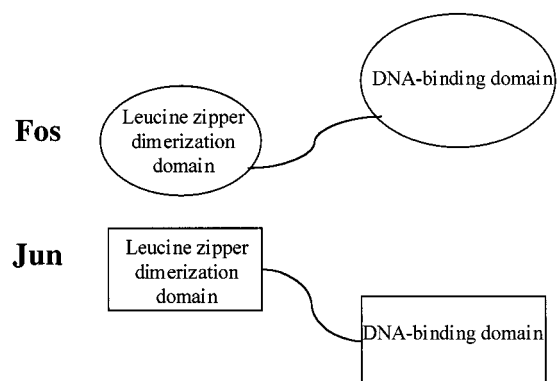 Fos
Leucine zipper
dimerization
domain
DNA-binding domain
Jun
Leucine zipper
dimerization
domain
DNA-binding domain